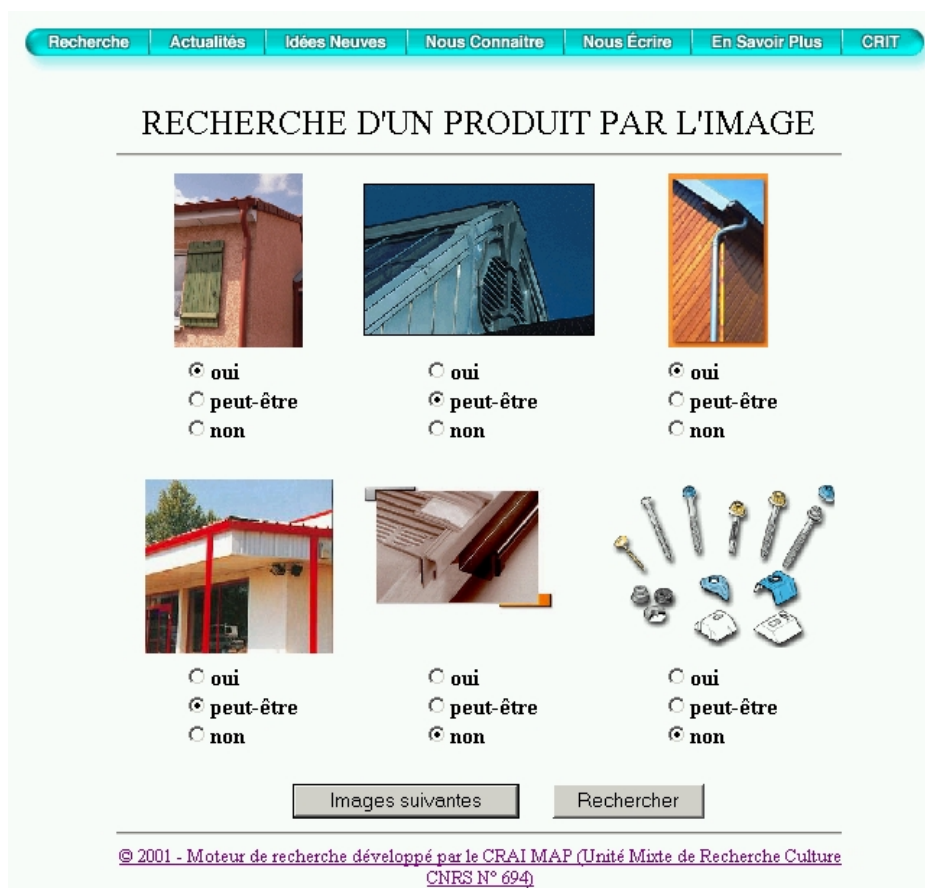 Recherche Actualités Idées Neuves Nous Connaitre Nous Écrire En Savoir Plus CRIT
RECHERCHE D'UN PRODUIT PAR L'IMAGE
oui oui oui
peut-être peut-être peut-être
non non non
oui oui oui
peut-être peut-être peut-être
non non non
Images suivantes Rechercher
© 2001 - Moteur de recherche développé par le CRAI MAP (Unité Mixte de Recherche Culture
CNRS N° 694)